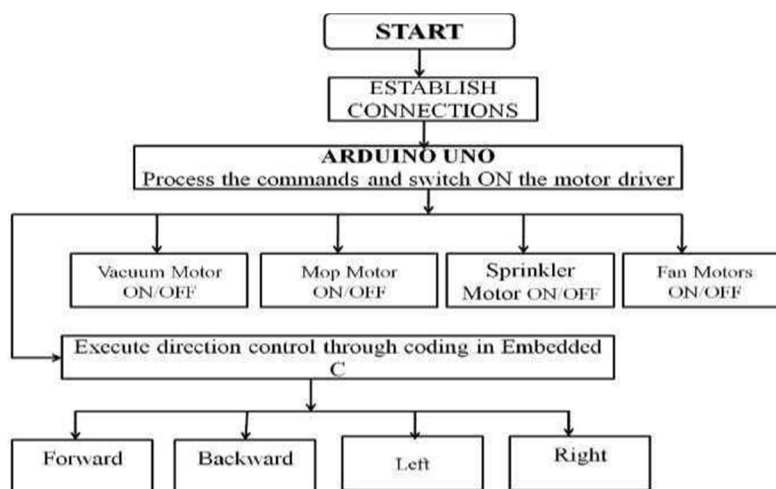 START
ESTABLISH
CONNECTIONS
ARDUINO UNO
Process the commands and switch ON the motor driver
Vacuum Motor
ON/OFF
Mop Motor
ON/OFF
Sprinkler
Motor ON/OFF
Fan Motors
ON/OFF
Execute direction control through coding in Embedded
C
Forward
Backward
Left
Right